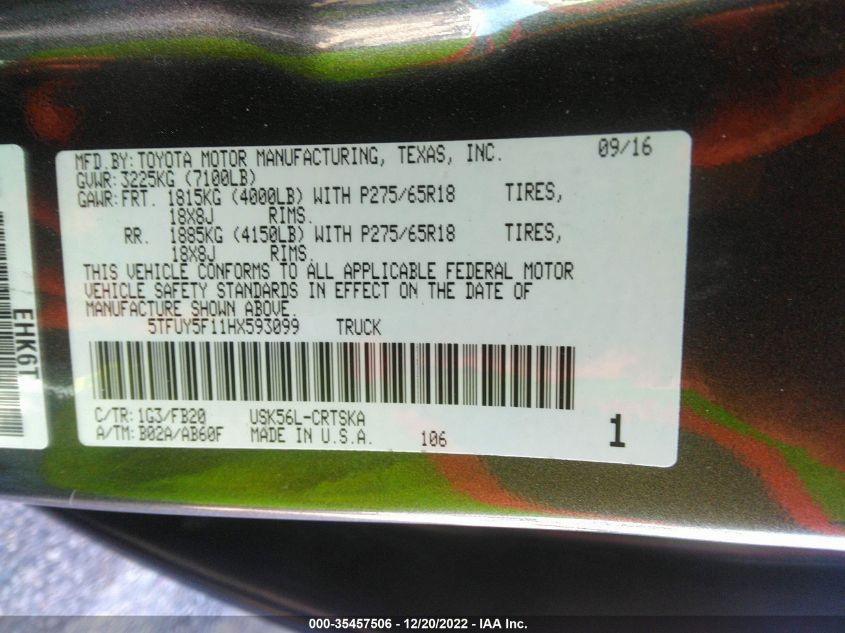 MFD.BY: TOYOTA MOTOR MANUFACTURING, TEXAS, INC. 09/16
GVWR: 3225KG (7100LB)
GAWR: FRT. 1815KG (4000LB) WITH P275/65R18 TIRES,
18X8J RIMS.
RR. 1885KG (4150LB) WITH P275/65R18 TIRES,
18X8J RIMS.
THIS VEHICLE CONFORMS TO ALL APPLICABLE FEDERAL MOTOR
VEHICLE SAFETY STANDARDS IN EFFECT ON THE DATE OF
MANUFACTURE SHOWN ABOVE.
5TFUY5F11HX593099 TRUCK
C/TR: 1G3/FB20 USK56L-CRTSKA
A/TM: B02A/AB60F MADE IN U.S.A. 106 1
EHK6T
000-35457506 - 12/20/2022 - IAA Inc.